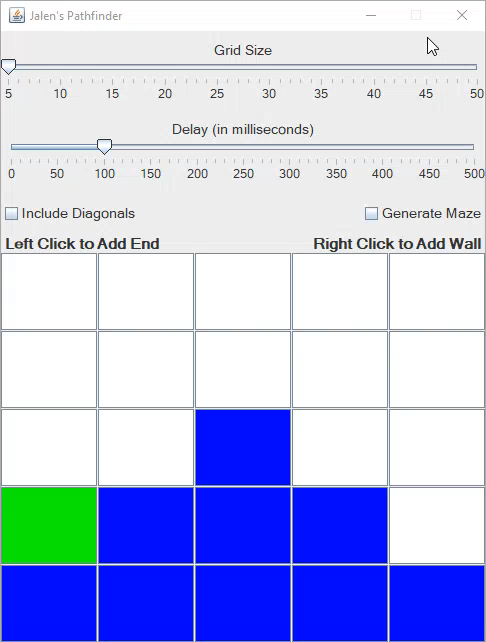 Jalen's Pathfinder
Grid Size
5 10 15 20 25 30 35 40 45 50
Delay (in milliseconds)
0 50 100 150 200 250 300 350 400 450 500
Include Diagonals Generate Maze
Left Click to Add End Right Click to Add Wall